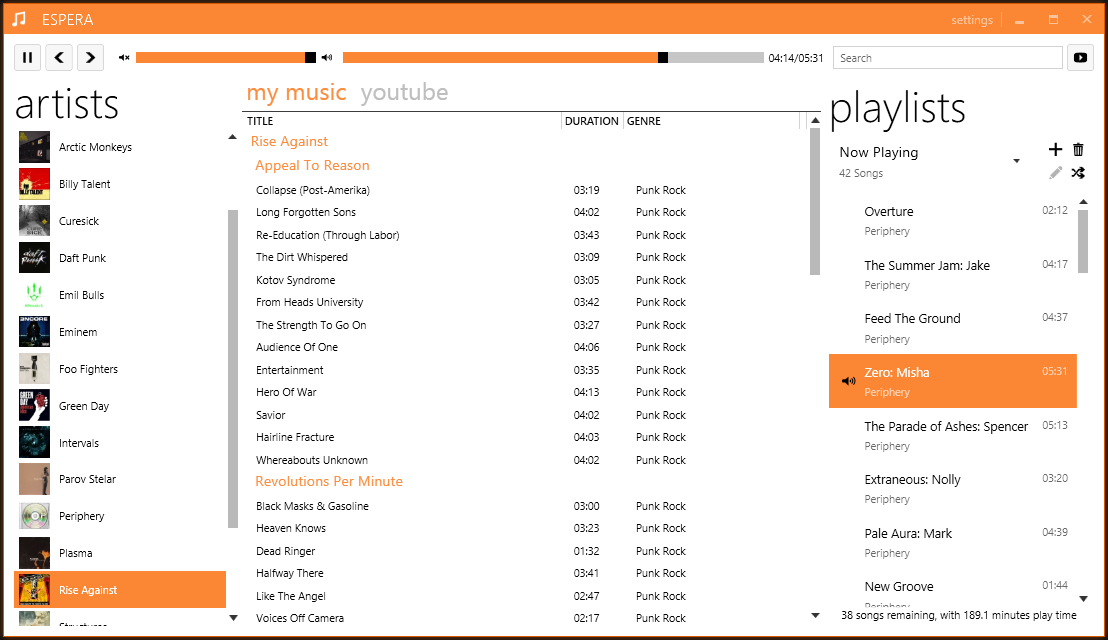 ESPERA
settings
04:14/05:31
Search
artists
Arctic Monkeys
Billy Talent
Curesick
Daft Punk
Emil Bulls
Eminem
Foo Fighters
Green Day
Intervals
Parov Stelar
Periphery
Plasma
Rise Against
Structures
my music youtube
TITLE DURATION GENRE
Rise Against
Appeal To Reason
Collapse (Post-Amerika) 03:19 Punk Rock
Long Forgotten Sons 04:02 Punk Rock
Re-Education (Through Labor) 03:43 Punk Rock
The Dirt Whispered 03:09 Punk Rock
Kotov Syndrome 03:05 Punk Rock
From Heads University 03:42 Punk Rock
The Strength To Go On 03:27 Punk Rock
Audience Of One 04:06 Punk Rock
Entertainment 03:35 Punk Rock
Hero Of War 04:13 Punk Rock
Savior 04:02 Punk Rock
Hairline Fracture 04:03 Punk Rock
Whereabouts Unknown 04:02 Punk Rock
Revolutions Per Minute
Black Masks & Gasoline 03:00 Punk Rock
Heaven Knows 03:23 Punk Rock
Dead Ringer 01:32 Punk Rock
Halfway There 03:41 Punk Rock
Like The Angel 02:47 Punk Rock
Voices Off Camera 02:17 Punk Rock
playlists
Now Playing
42 Songs
Overture 02:12
Periphery
The Summer Jam: Jake 04:17
Periphery
Feed The Ground 04:37
Periphery
Zero: Misha 05:31
Periphery
The Parade of Ashes: Spencer 05:13
Periphery
Extraneous: Nolly 03:20
Periphery
Pale Aura: Mark 04:39
Periphery
New Groove 01:44
Periphery
38 songs remaining, with 189.1 minutes play time